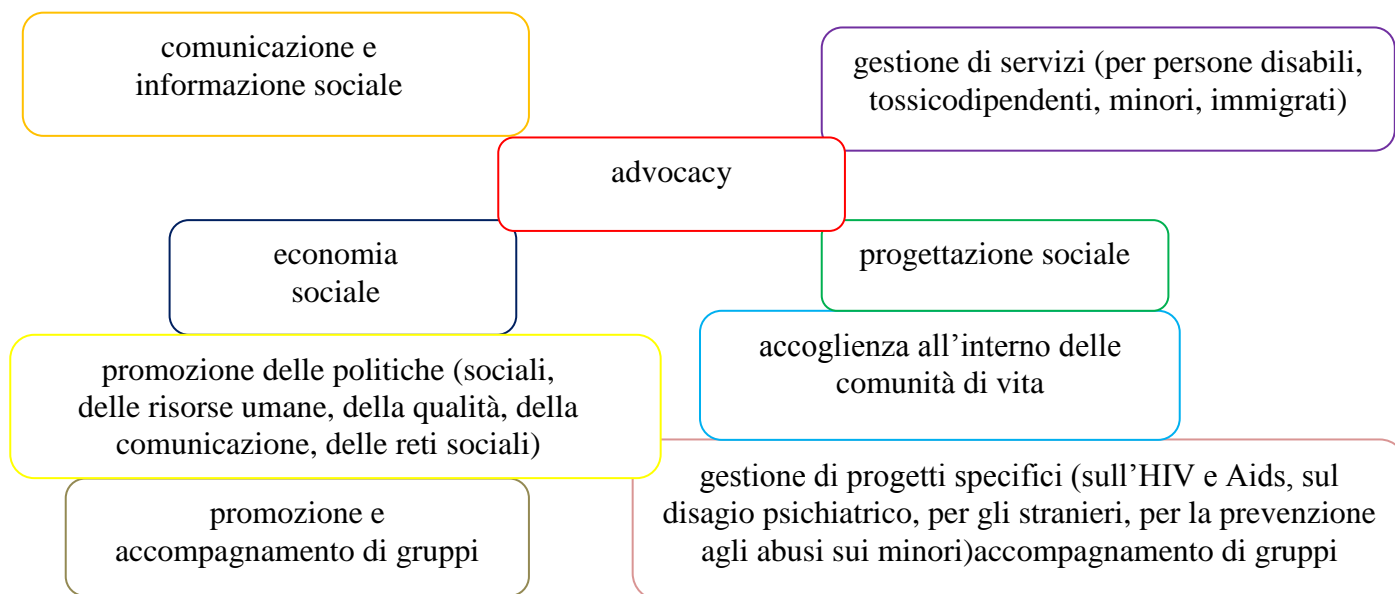 comunicazione e
informazione sociale
gestione di servizi (per persone disabili,
tossicodipendenti, minori, immigrati)
advocacy
economia
sociale
progettazione sociale
promozione delle politiche (sociali,
delle risorse umane, della qualità, della
comunicazione, delle reti sociali)
accoglienza all’interno delle
comunità di vita
promozione e
accompagnamento di gruppi
gestione di progetti specifici (sull’HIV e Aids, sul
disagio psichiatrico, per gli stranieri, per la prevenzione
agli abusi sui minori)accompagnamento di gruppi